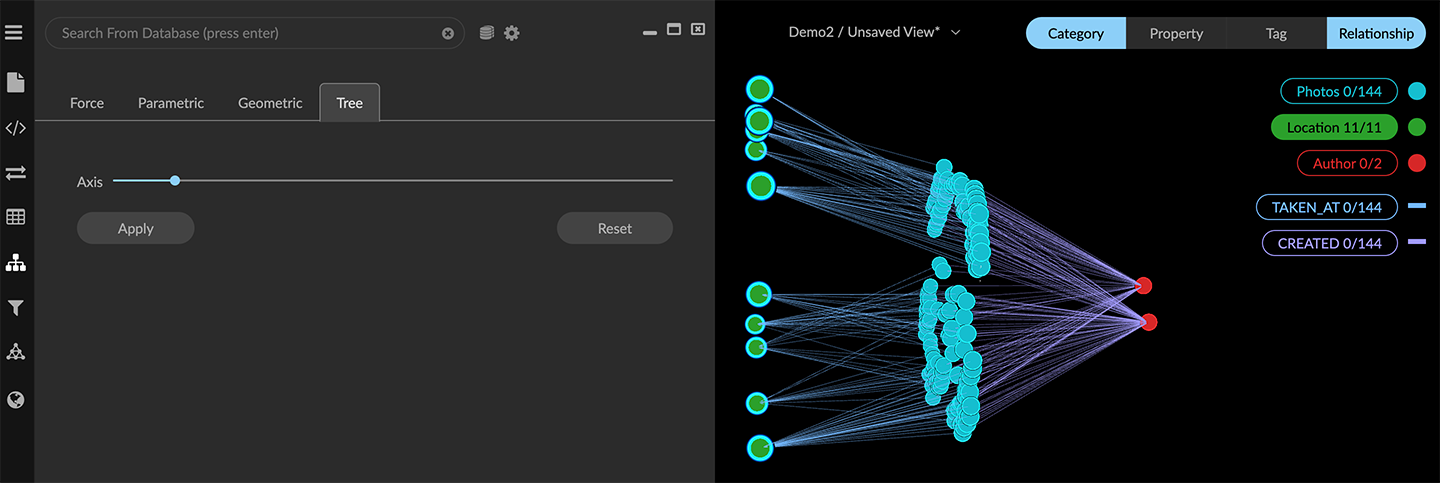 Search From Database (press enter)
Force Parametric Geometric Tree
Axis
Apply Reset
Demo2 / Unsaved View*
Category Property Tag Relationship
Photos 0/144
Location 11/11
Author 0/2
TAKEN_AT 0/144
CREATED 0/144